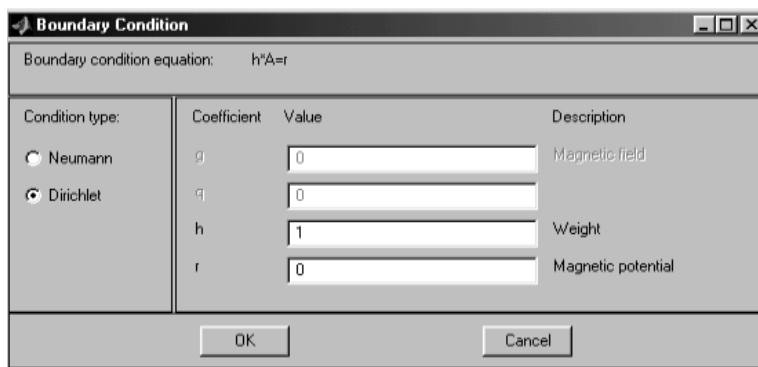 Boundary Condition
Boundary condition equation: h*A=r
Condition type: Coefficient Value Description
Neumann g 0 Magnetic field
Dirichlet q 0
h 1 Weight
r 0 Magnetic potential
OK Cancel